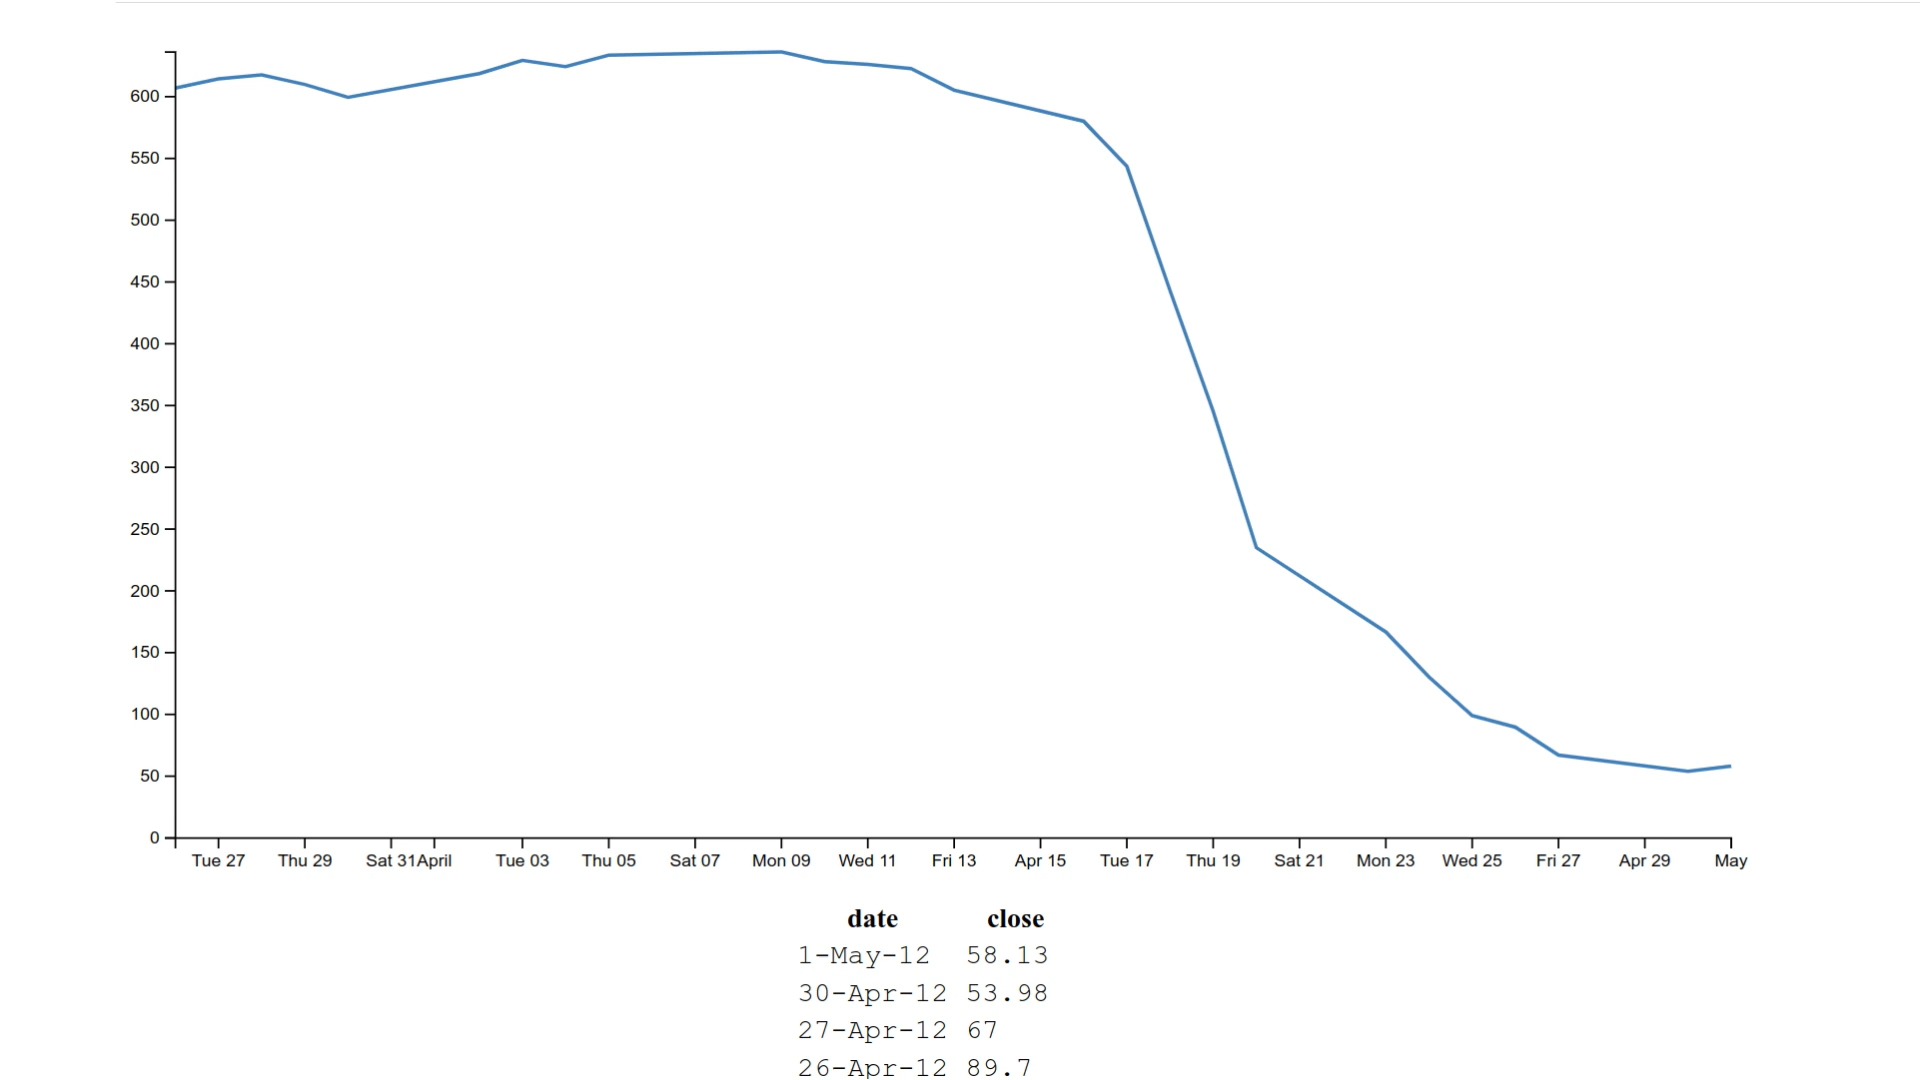 600
550
500
450
400
350
300
250
200
150
100
50
0
Tue 27 Thu 29 Sat 31 April Tue 03 Thu 05 Sat 07 Mon 09 Wed 11 Fri 13 Apr 15 Tue 17 Thu 19 Sat 21 Mon 23 Wed 25 Fri 27 Apr 29 May
date close
1-May-12 58.13
30-Apr-12 53.98
27-Apr-12 67
26-Apr-12 89.7